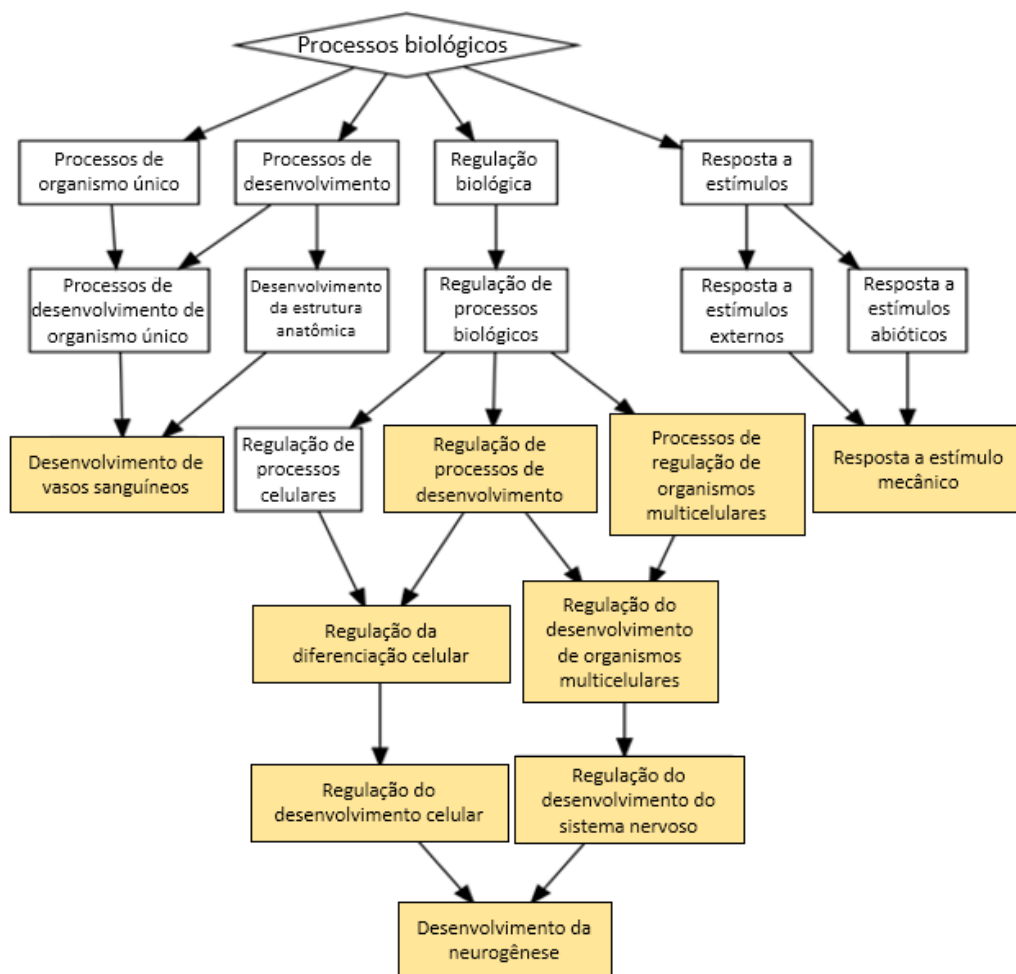 Processos biológicos
Processos de
organismo único
Processos de
desenvolvimento
Regulação
biológica
Resposta a
estímulos
Processos de
desenvolvimento de
organismo único
Desenvolvimento
da estrutura
anatômica
Regulação de
processos
biológicos
Resposta a
estímulos
externos
Resposta a
estímulos
abióticos
Desenvolvimento de
vasos sanguíneos
Regulação de
processos
celulares
Regulação de
processos de
desenvolvimento
Processos de
regulação de
organismos
multicelulares
Resposta a estímulo
mecânico
Regulação da
diferenciação celular
Regulação do
desenvolvimento
de organismos
multicelulares
Regulação do
desenvolvimento celular
Regulação do
desenvolvimento do
sistema nervoso
Desenvolvimento da
neurogênese